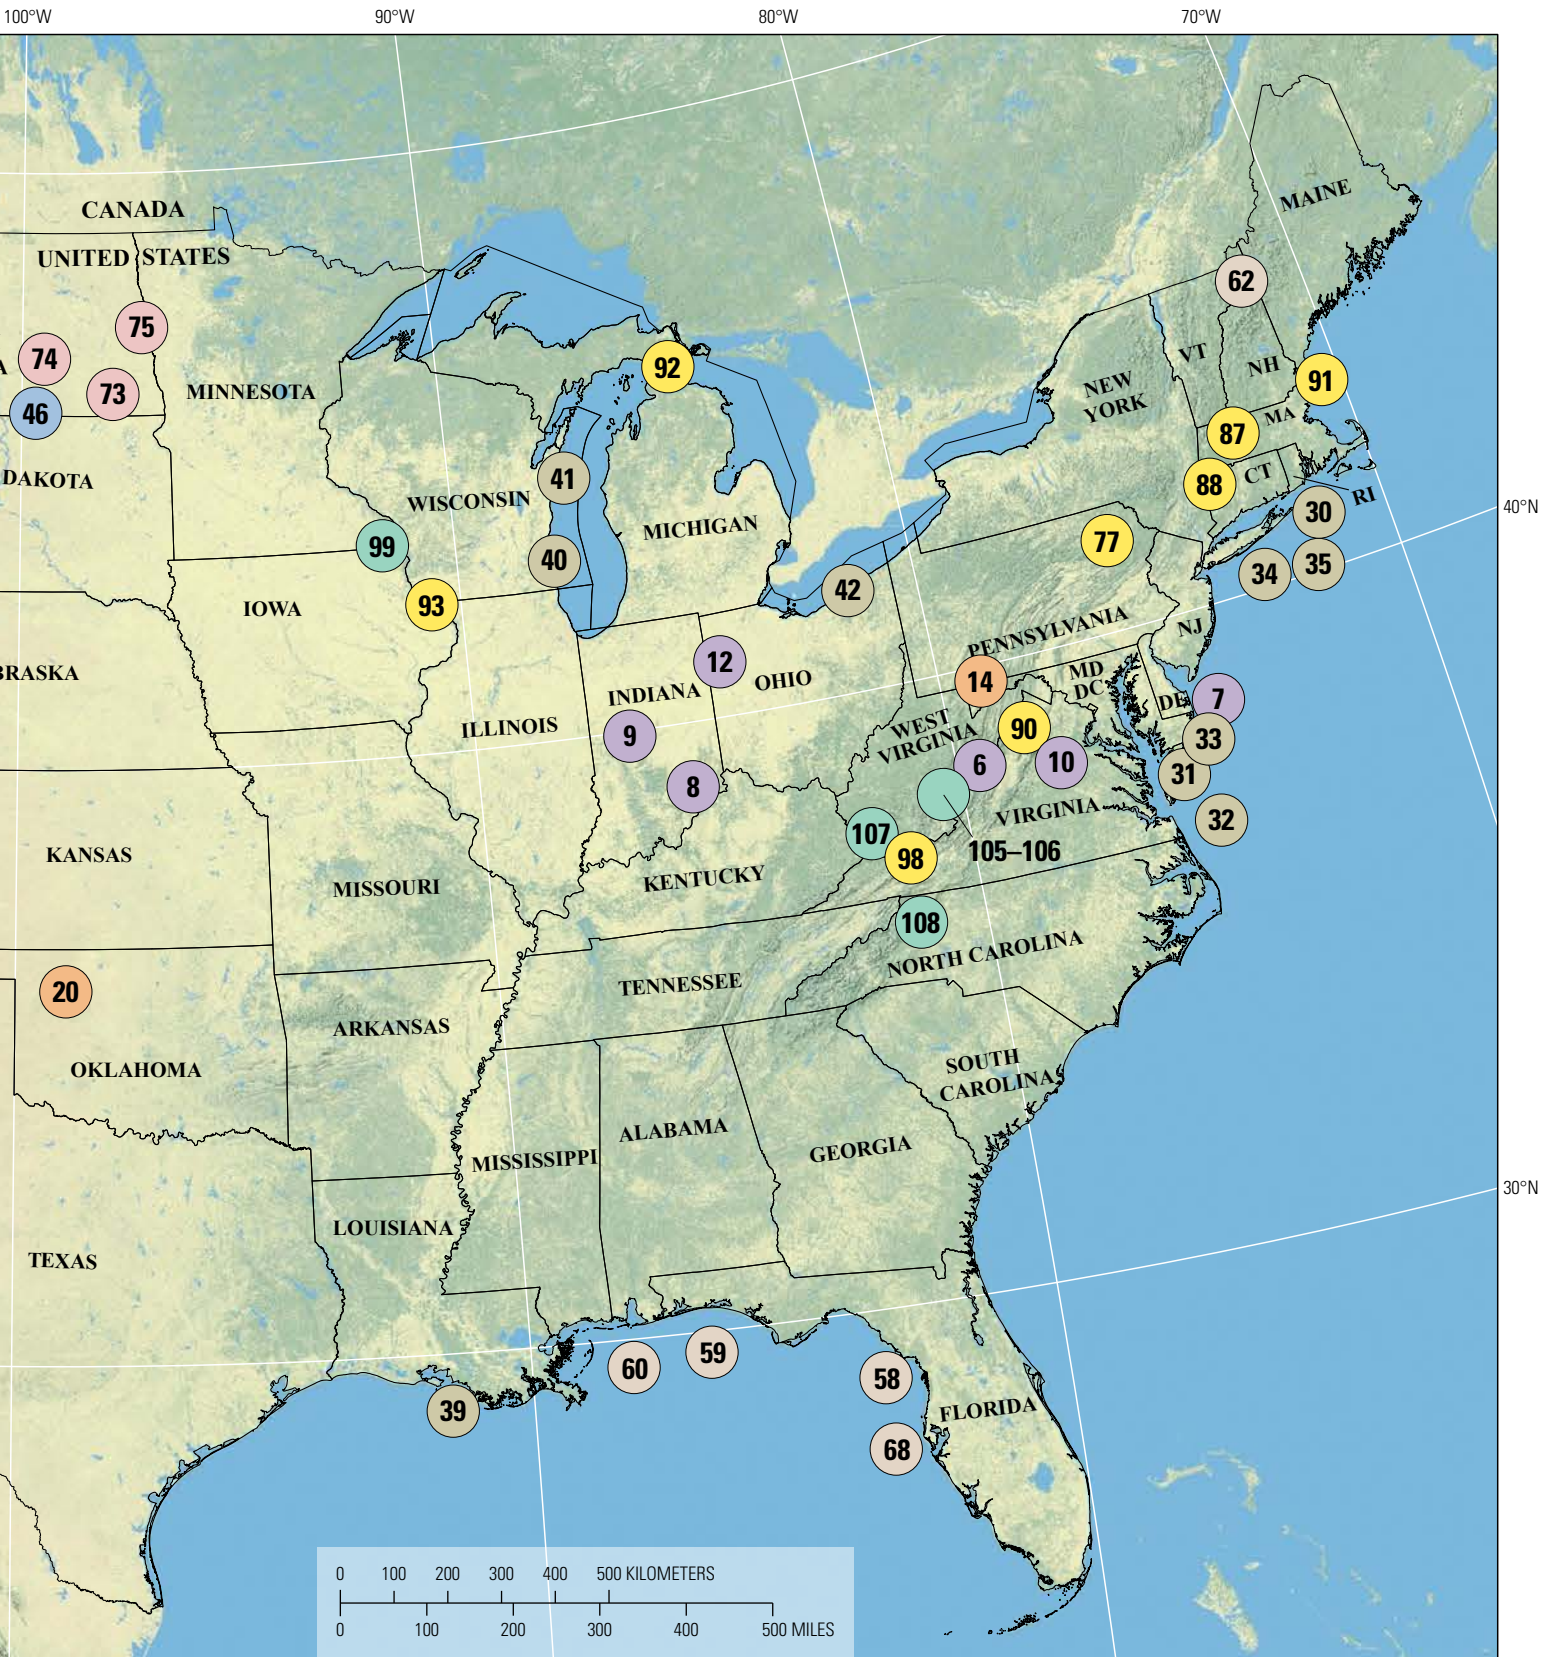 100°W
90°W
80°W
70°W
CANADA
UNITED STATES
MAINE
62
75
74
73
46
A
MINNESOTA
92
VT
NH
91
NEW
YORK
MA
87
DAKOTA
41
WISCONSIN
88
CT
RI
40°N
MICHIGAN
30
99
40
77
35
34
42
93
IOWA
NJ
PENNSYLVANIA
BRASKA
12
OHIO
14
MD
DC
INDIANA
DE
7
WEST
VIRGINIA
ILLINOIS
9
90
33
6
10
31
8
VIRGINIA
32
107
105–106
98
KANSAS
KENTUCKY
MISSOURI
108
NORTH CAROLINA
20
TENNESSEE
ARKANSAS
OKLAHOMA
SOUTH
CAROLINA
ALABAMA
GEORGIA
MISSISSIPPI
30°N
LOUISIANA
TEXAS
60
59
58
39
FLORIDA
68
0 100 200 300 400 500 KILOMETERS
0 100 200 300 400 500 MILES